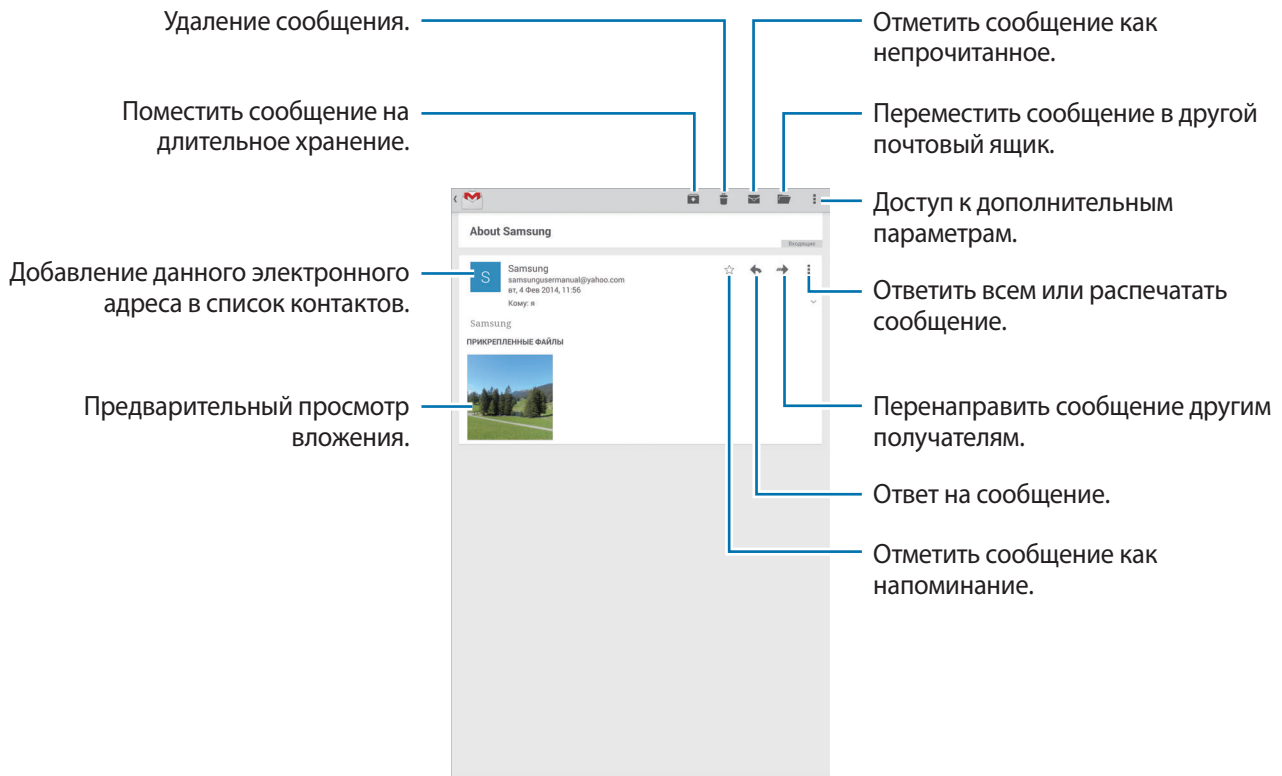 Удаление сообщения.
Поместить сообщение на
длительное хранение.
Добавление данного электронного
адреса в список контактов.
Предварительный просмотр
вложения.
About Samsung
Входящие
S
Samsung
samsungusermanual@yahoo.com
вт, 4 Фев 2014, 11:56
Кому: я
Samsung
ПРИКРЕПЛЕННЫЕ ФАЙЛЫ
Отметить сообщение как
непрочитанное.
Переместить сообщение в другой
почтовый ящик.
Доступ к дополнительным
параметрам.
Ответить всем или распечатать
сообщение.
Перенаправить сообщение другим
получателям.
Ответ на сообщение.
Отметить сообщение как
напоминание.